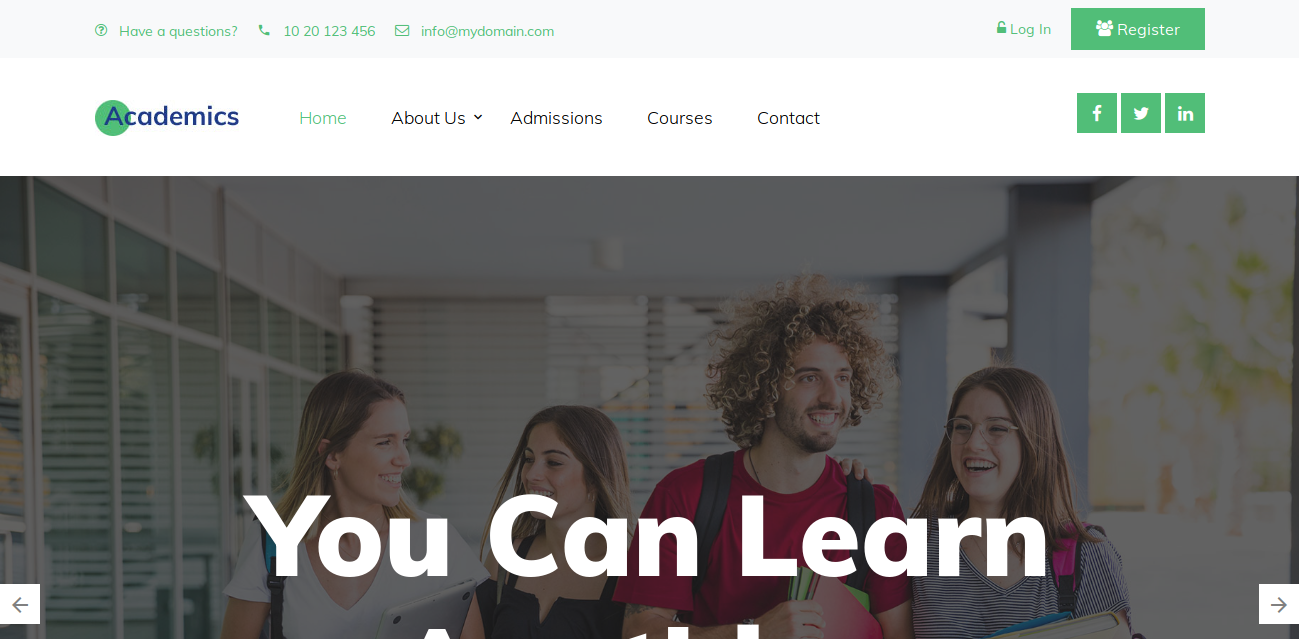 Have a questions? 10 20 123 456 info@mydomain.com Log In Register
Academics Home About Us Admissions Courses Contact
You Can Learn